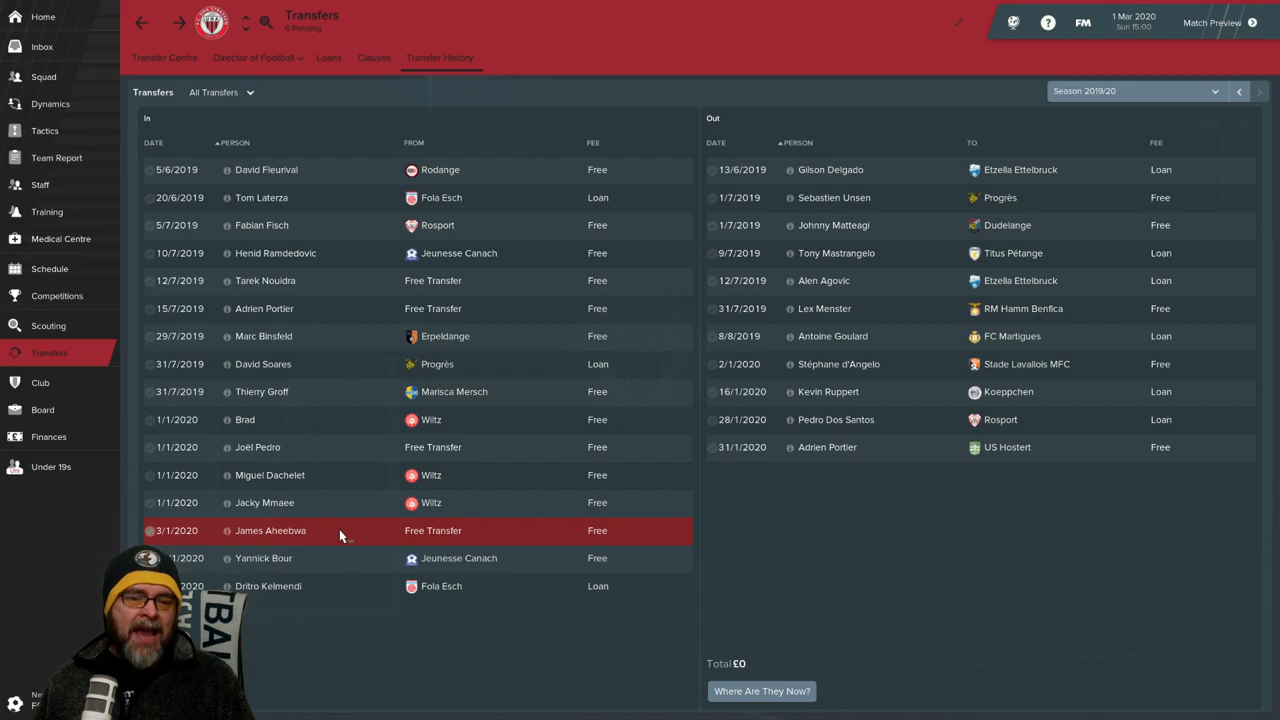 Home
Inbox
Squad
Dynamics
Tactics
Team Report
Staff
Training
Medical Centre
Schedule
Competitions
Scouting
Transfers
Club
Board
Finances
Under 19s
Transfers
0 Pending
1 Mar 2020
Sun 15:00
FM
Match Preview
Transfer Centre
Director of Football
Loans
Clauses
Transfer History
Transfers All Transfers
Season 2019/20
In
DATE PERSON FROM FEE
5/6/2019 David Fleurival Rodange Free
20/6/2019 Tom Laterza Fola Esch Loan
5/7/2019 Fabian Fisch Rosport Free
10/7/2019 Henid Ramdedovic Jeunesse Canach Free
12/7/2019 Tarek Nouidra Free Transfer Free
15/7/2019 Adrien Portier Free Transfer Free
29/7/2019 Marc Binsfeld Erpeldange Free
31/7/2019 David Soares Progrès Loan
31/7/2019 Thierry Groff Marisca Mersch Free
1/1/2020 Brad Wiltz Free
1/1/2020 Joël Pedro Free Transfer Free
1/1/2020 Miguel Dachelet Wiltz Free
1/1/2020 Jacky Mmaee Wiltz Free
3/1/2020 James Aheebwa Free Transfer Free
Yannick Bour Jeunesse Canach Free
Dritro Kelmendi Fola Esch Loan
Out
DATE PERSON TO FEE
13/6/2019 Gilson Delgado Etzella Ettelbruck Loan
1/7/2019 Sebastien Unsen Progrès Free
1/7/2019 Johnny Matteagi Dudelange Free
9/7/2019 Tony Mastrangelo Titus Pétange Loan
12/7/2019 Alen Agovic Etzella Ettelbruck Loan
31/7/2019 Lex Menster RM Hamm Benfica Free
8/8/2019 Antoine Goulard FC Martigues Loan
2/1/2020 Stéphane d'Angelo Stade Lavallois MFC Free
16/1/2020 Kevin Ruppert Koeppchen Loan
28/1/2020 Pedro Dos Santos Rosport Loan
31/1/2020 Adrien Portier US Hostert Free
Total £0
Where Are They Now?